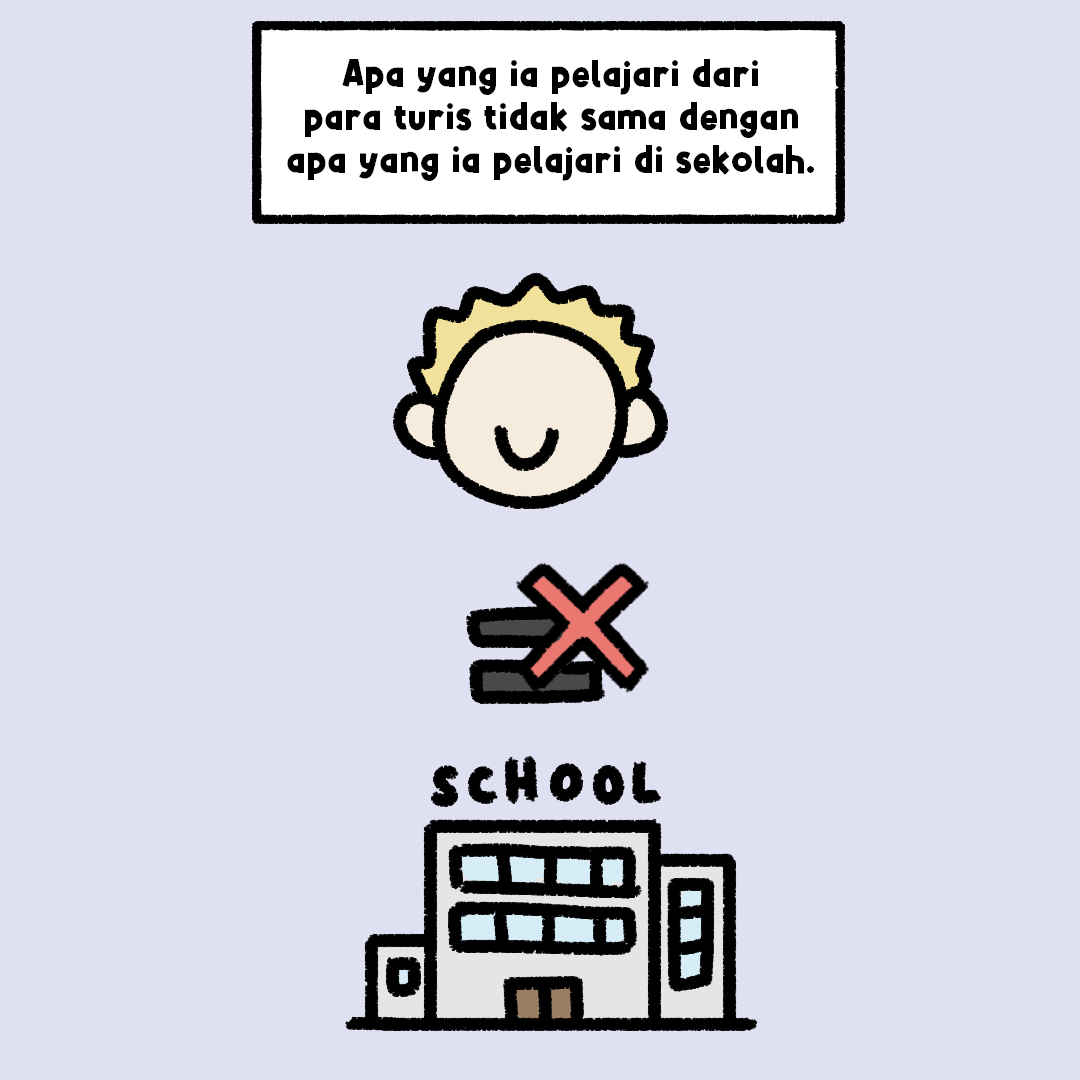 Apa yang ia pelajari dari
para turis tidak sama dengan
apa yang ia pelajari di sekolah.
SCHOOL